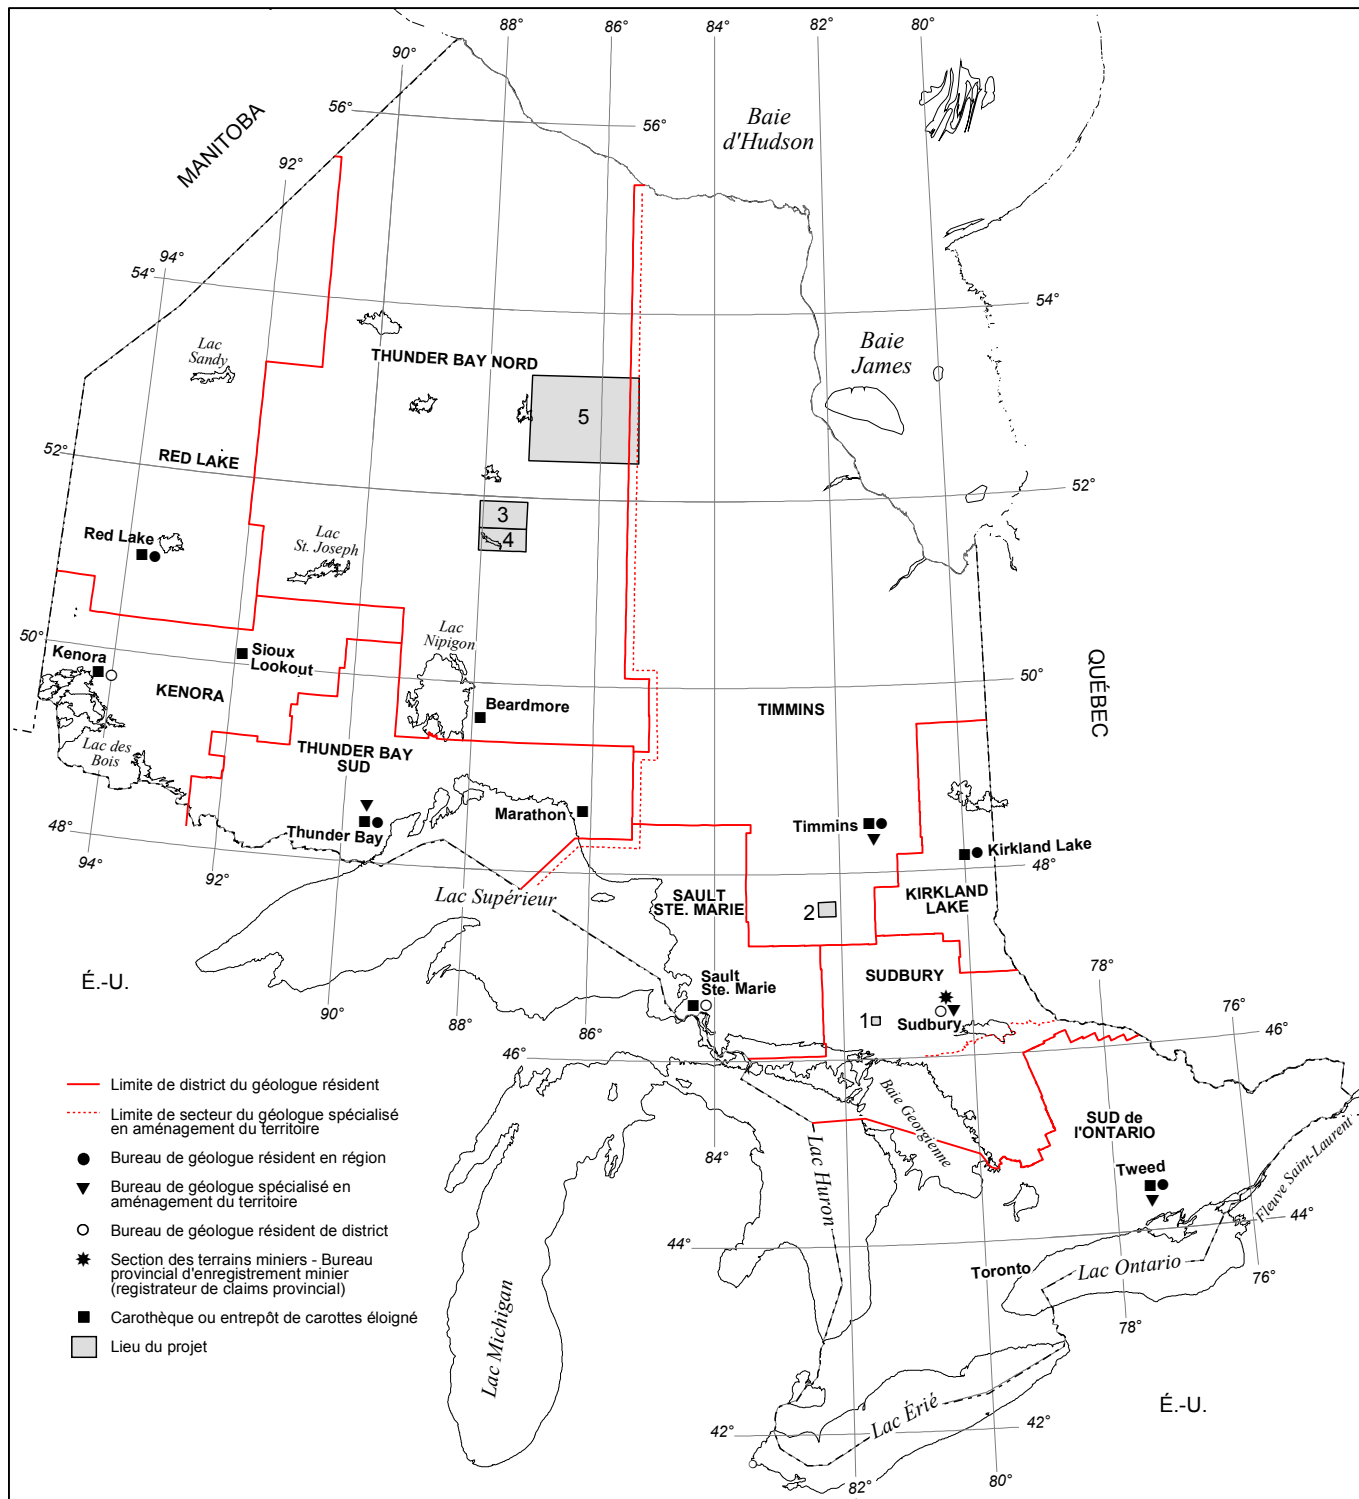 88°
86°
84°
82°
80°
90°
56°
56°
Baie
d'Hudson
MANITOBA
92°
94°
54°
54°
Lac
Sandy
THUNDER BAY NORD
Baie
James
5
52°
RED LAKE
52°
3
4
Red Lake
Lac
St. Joseph
50°
Kenora
Sioux
Lookout
Lac
Nipigon
50°
QUÉBEC
KENORA
Beardmore
TIMMINS
Lac des
Bois
THUNDER BAY
SUD
Marathon
Thunder Bay
Timmins
Kirkland Lake
48°
48°
94°
92°
Lac Supérieur
SAULT
STE. MARIE
2
KIRKLAND
LAKE
É.-U.
Sault
Ste. Marie
SUDBURY
78°
76°
90°
88°
86°
1
Sudbury
46°
46°
Limite de district du géologue résident
Limite de secteur du géologue spécialisé
en aménagement du territoire
Bureau de géologue résident en région
Bureau de géologue spécialisé en
aménagement du territoire
Bureau de géologue résident de district
Section des terrains miniers - Bureau
provincial d'enregistrement minier
(registrateur de claims provincial)
Carothèque ou entrepôt de carottes éloigné
Lieu du projet
Baie Georgienne
SUD de
l'ONTARIO
84°
Lac Huron
Tweed
Fleuve Saint-Laurent
44°
44°
Toronto
Lac Ontario
76°
78°
Lac Michigan
É.-U.
Lac Érié
42°
42°
82°
80°